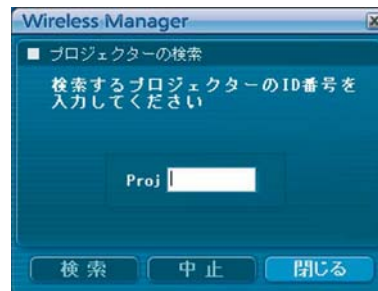 Wireless Manager
■ プロジェクターの検索
検索するプロジェクターのID番号を
入力してください
Proj
検索 中止 閉じる